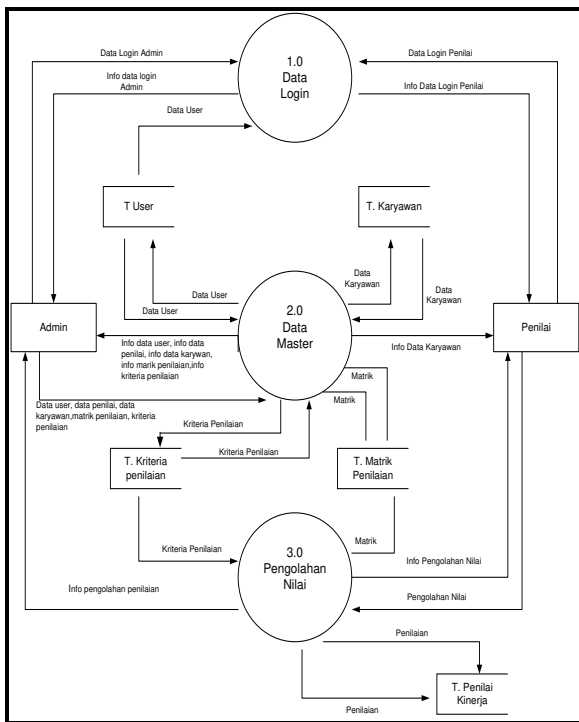 Data Login Admin
1.0
Data
Login
Data Login Penilai
Info data login
Admin
Info Data Login Penilai
Data User
T User
T. Karyawan
Data
Karyawan
Data
Karyawan
Data User
Data User
2.0
Data
Master
Admin
Penilai
Info data user, info data
penilai, info data karywan,
info marik penilaian,info
kriteria penilaian
Info Data Karyawan
Matrik
Matrik
Data user, data penilai, data
karyawan,matrik penilaian, kriteria
penilaian
Kriteria Penilaian
Kriteria Penilaian
T. Kriteria
penilaian
T. Matrik
Penilaian
Kriteria Penilaian
Matrik
3.0
Pengolahan
Nilai
Info Pengolahan Nilai
Info pengolahan penilaian
Pengolahan Nilai
Penilaian
T. Penilai
Kinerja
Penilaian